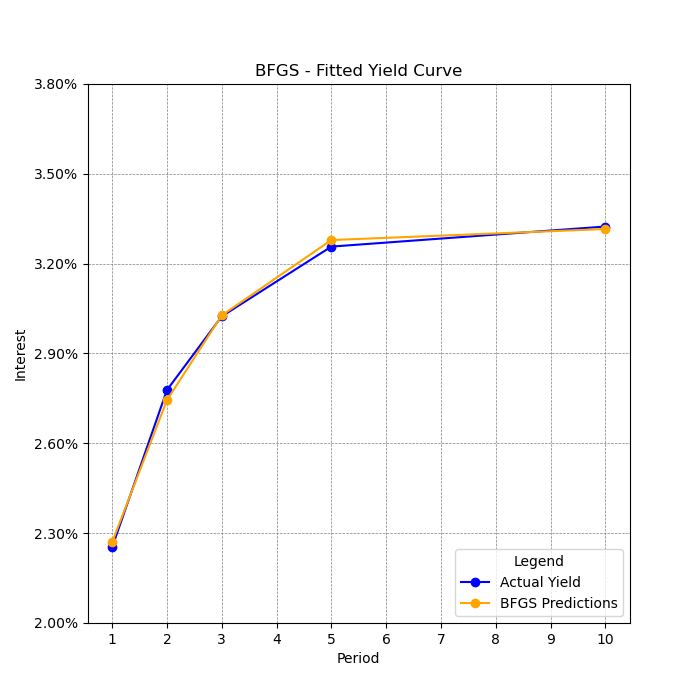 BFGS - Fitted Yield Curve
3.80%
3.50%
3.20%
2.90%
2.60%
2.30%
2.00%
Interest
1 2 3 4 5 6 7 8 9 10
Period
Legend
Actual Yield
BFGS Predictions